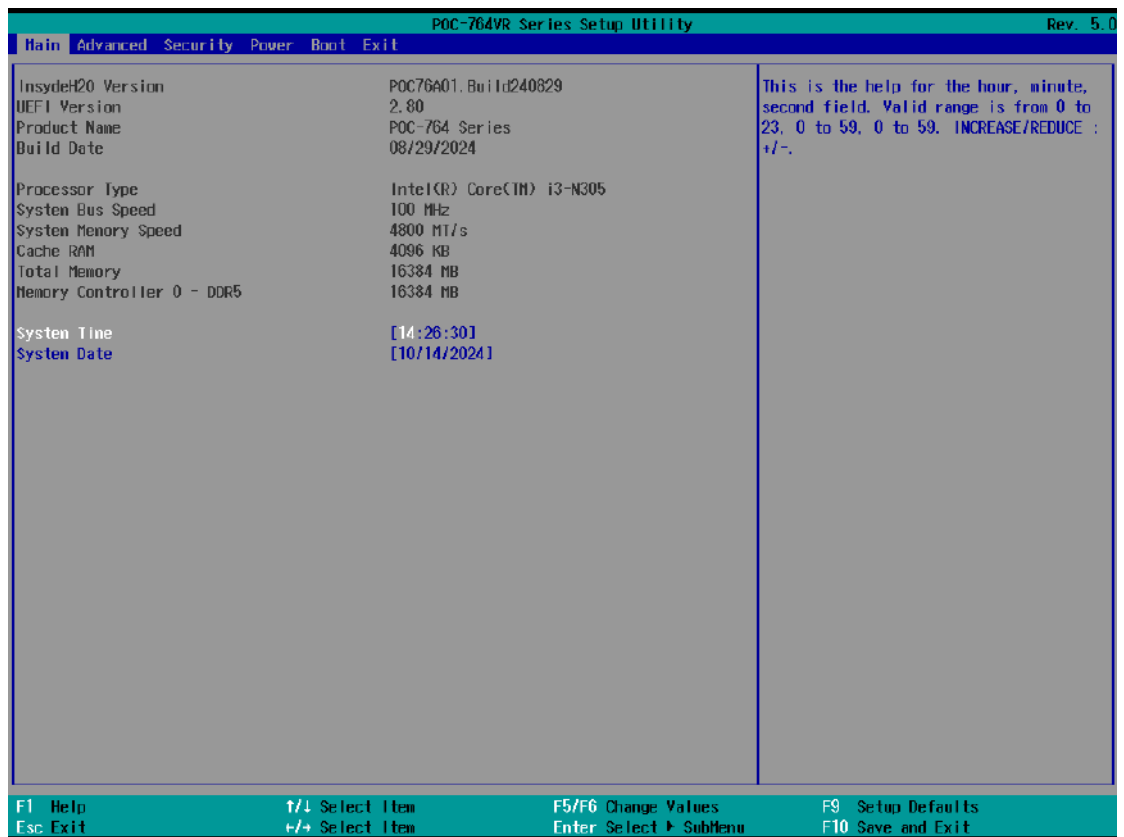 POC-764VR Series Setup Utility Rev. 5.0
Main Advanced Security Power Boot Exit
InsydeH2O Version POC76A01.Build240829
UEFI Version 2.80
Product Name POC-764 Series
Build Date 08/29/2024
Processor Type Intel(R) Core(TM) i3-N305
System Bus Speed 100 MHz
System Memory Speed 4800 MT/s
Cache RAM 4096 KB
Total Memory 16384 MB
Memory Controller 0 - DDR5 16384 MB
System Time [14:26:30]
System Date [10/14/2024]
This is the help for the hour, minute,
second field. Valid range is from 0 to
23, 0 to 59, 0 to 59. INCREASE/REDUCE :
+/-.
F1 Help ↑/↓ Select Item F5/F6 Change Values F9 Setup Defaults
Esc Exit ←/→ Select Item Enter Select ▶ SubMenu F10 Save and Exit